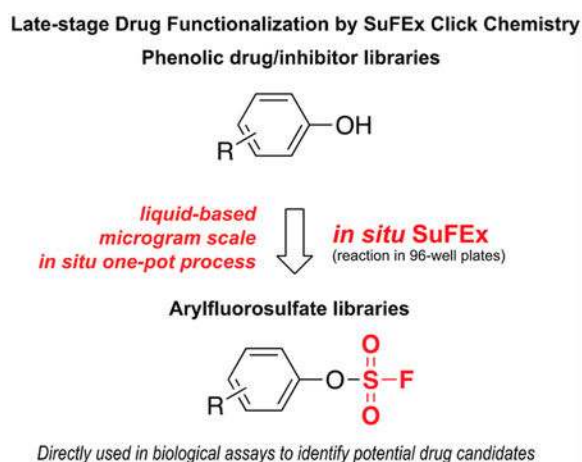 Late-stage Drug Functionalization by SuFEx Click Chemistry
Phenolic drug/inhibitor libraries
OH
R
liquid-based
microgram scale
in situ one-pot process
in situ SuFEx
(reaction in 96-well plates)
Arylfluorosulfate libraries
O
O S F
R
O
Directly used in biological assays to identify potential drug candidates